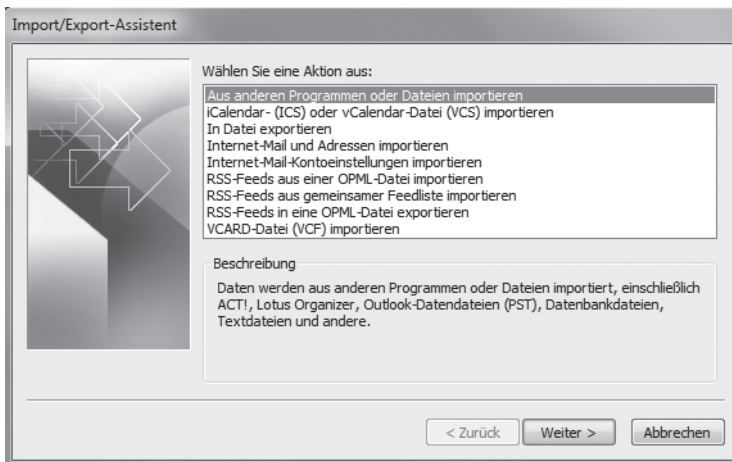 Import/Export-Assistent
Wählen Sie eine Aktion aus:
Aus anderen Programmen oder Dateien importieren
iCalendar- (ICS) oder vCalendar-Datei (VCS) importieren
In Datei exportieren
Internet-Mail und Adressen importieren
Internet-Mail-Kontoeinstellungen importieren
RSS-Feeds aus einer OPML-Datei importieren
RSS-Feeds aus gemeinsamer Feedliste importieren
RSS-Feeds in eine OPML-Datei exportieren
VCARD-Datei (VCF) importieren
Beschreibung
Daten werden aus anderen Programmen oder Dateien importiert, einschließlich
ACT!, Lotus Organizer, Outlook-Datendateien (PST), Datenbankdateien,
Textdateien und andere.
< Zurück
Weiter >
Abbrechen